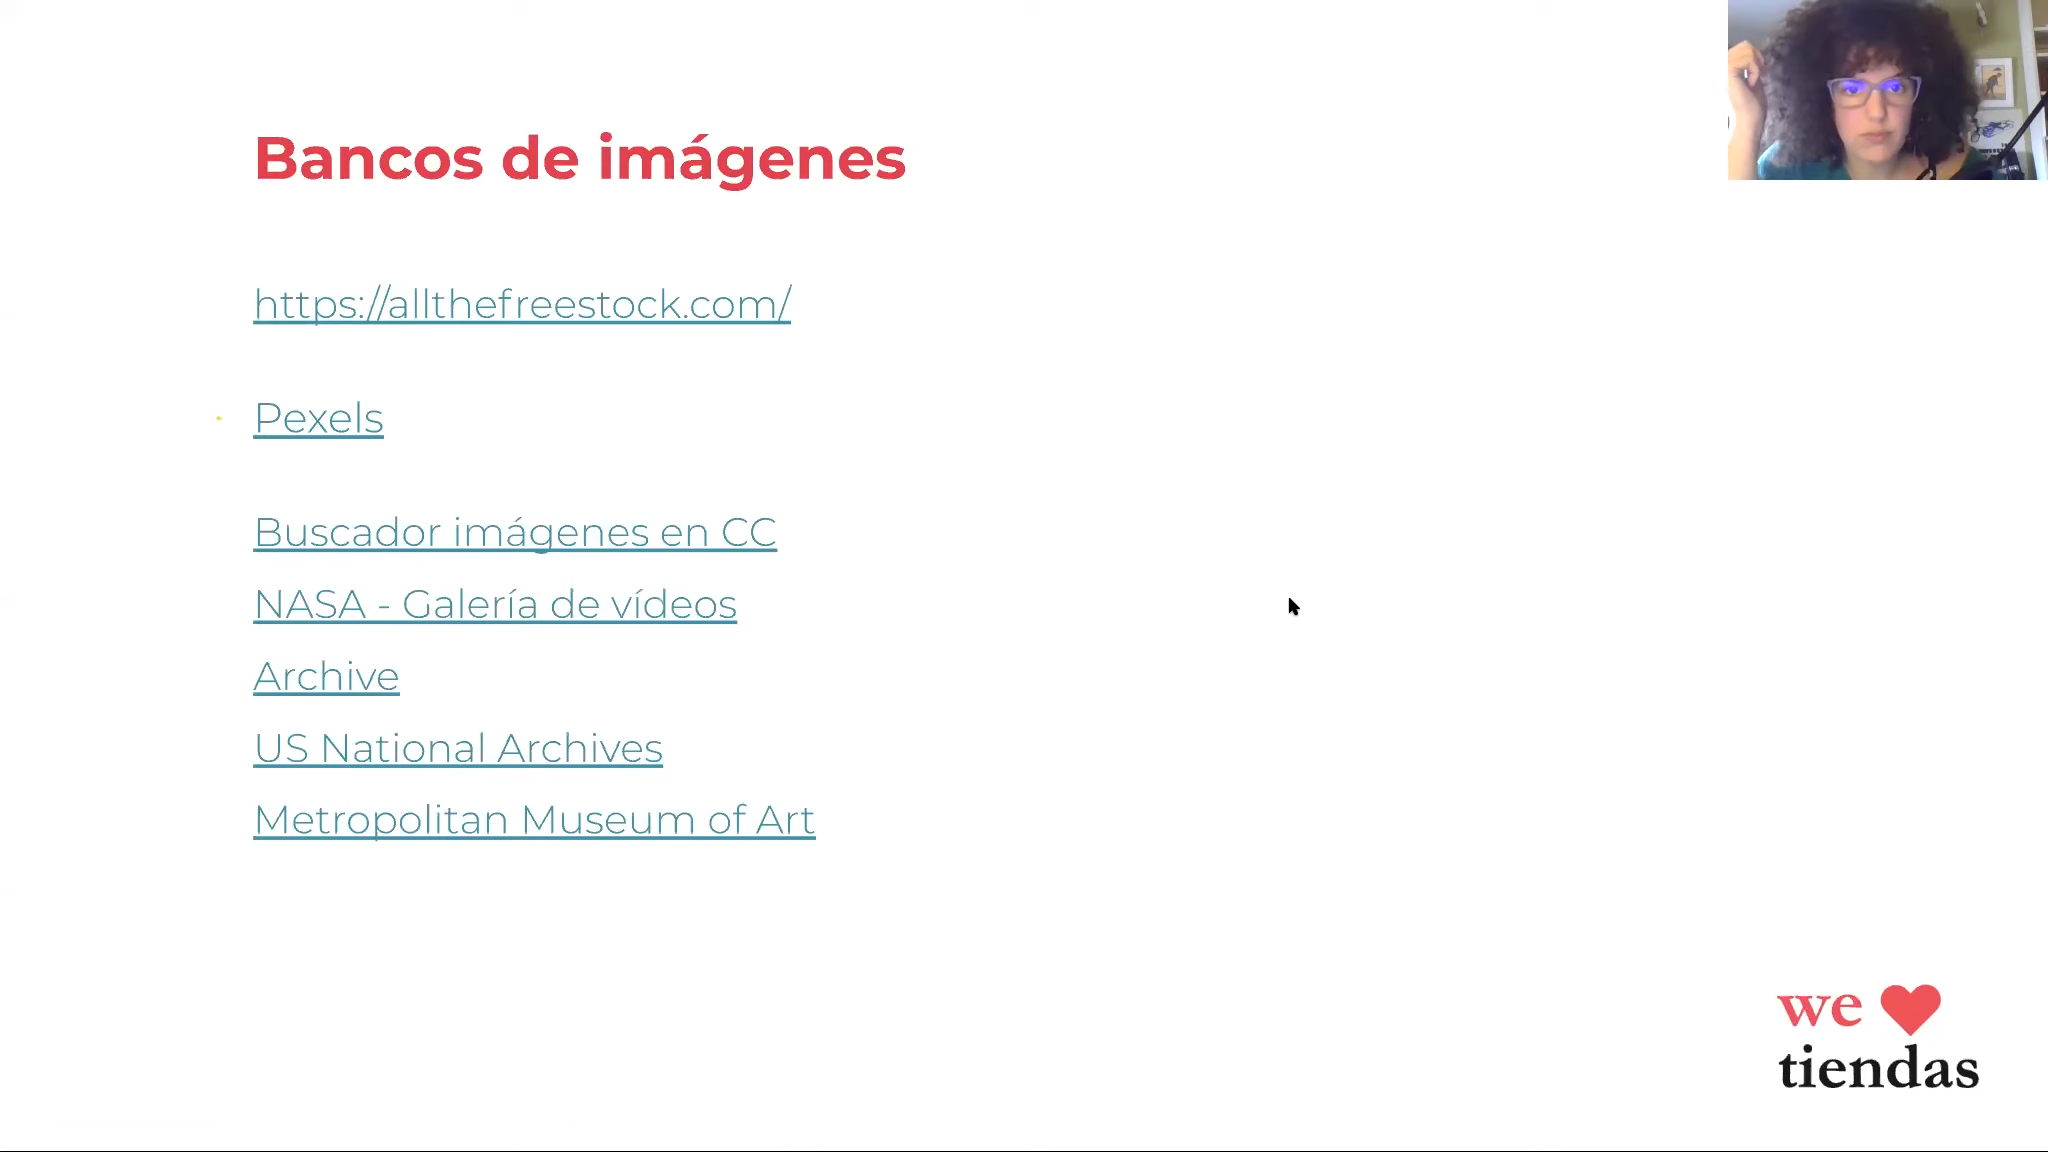 Bancos de imágenes
https://allthefreestock.com/
Pexels
Buscador imágenes en CC
NASA - Galería de vídeos
Archive
US National Archives
Metropolitan Museum of Art
we
tiendas